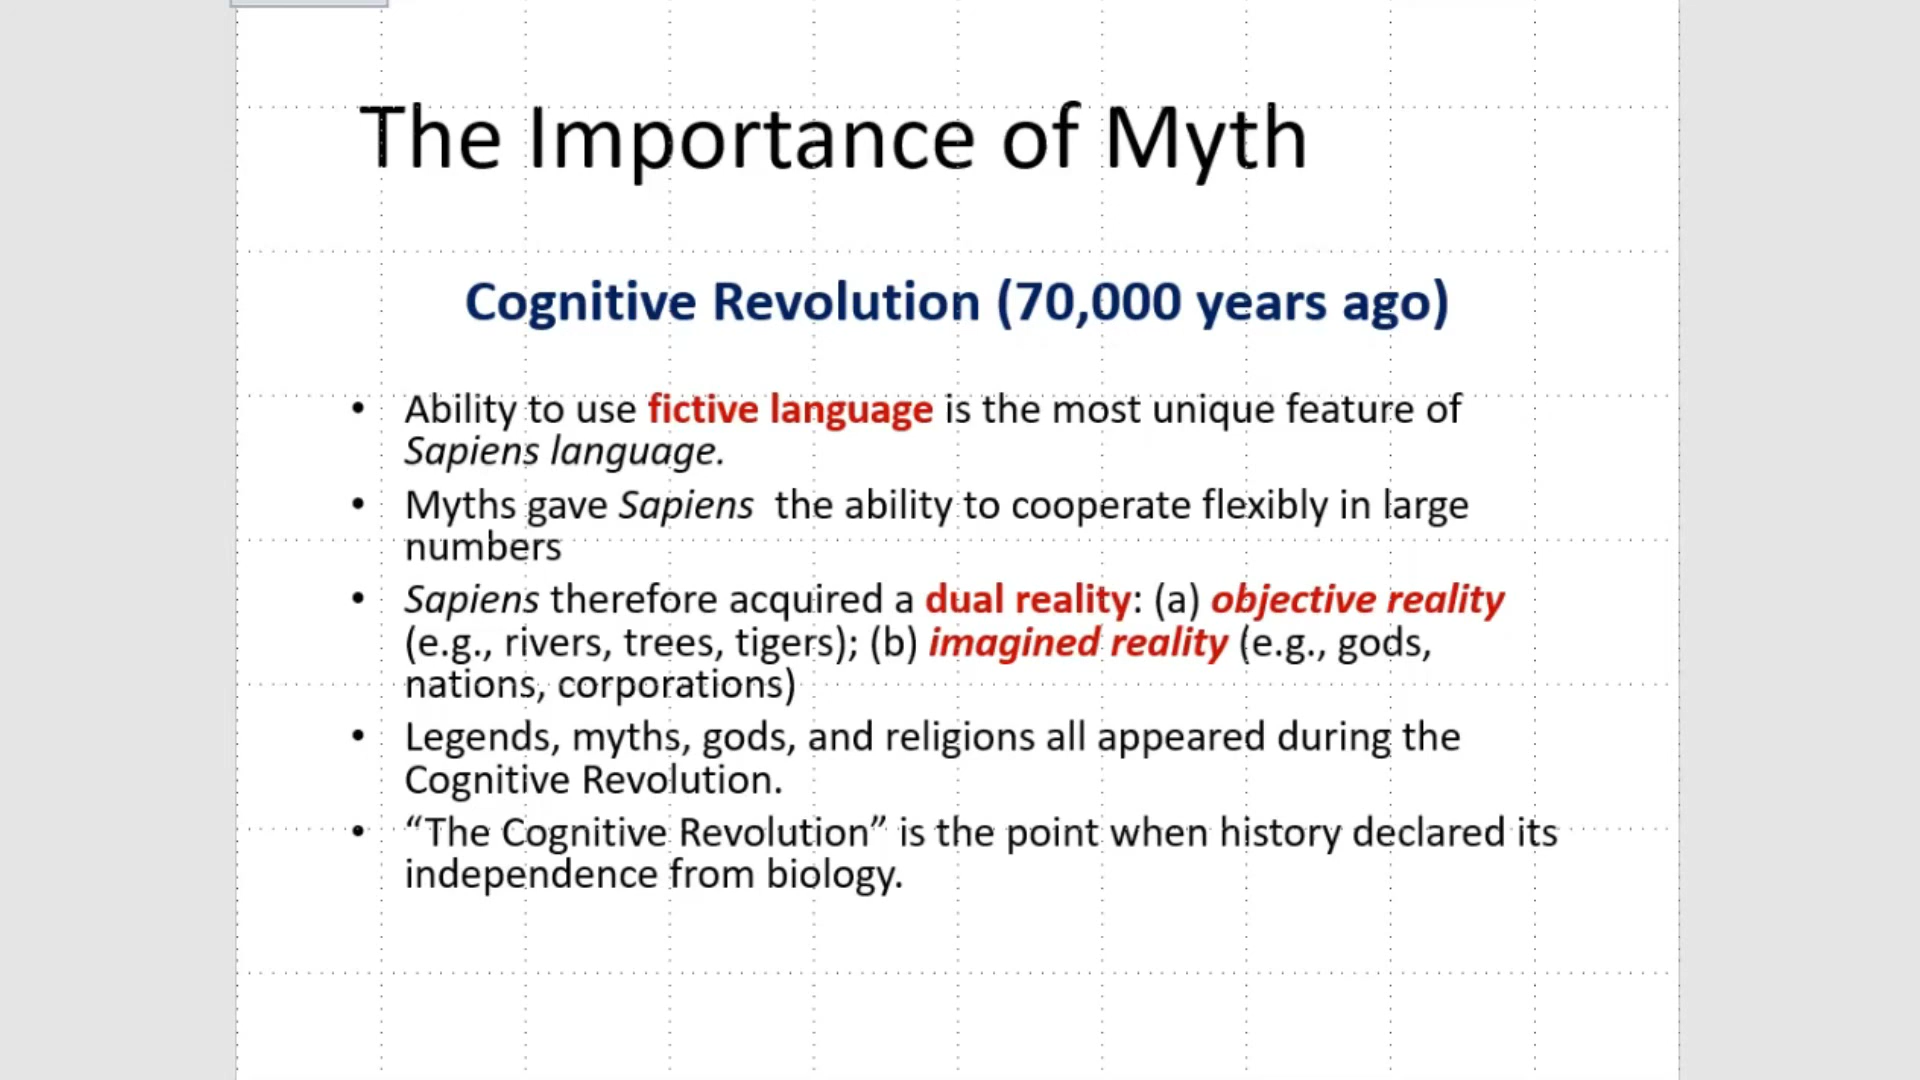 The Importance of Myth
Cognitive Revolution (70,000 years ago)
• Ability to use fictive language is the most unique feature of
Sapiens language.
• Myths gave Sapiens  the ability to cooperate flexibly in large
numbers
• Sapiens therefore acquired a dual reality: (a) objective reality
(e.g., rivers, trees, tigers); (b) imagined reality (e.g., gods,
nations, corporations)
• Legends, myths, gods, and religions all appeared during the
Cognitive Revolution.
• “The Cognitive Revolution” is the point when history declared its
independence from biology.